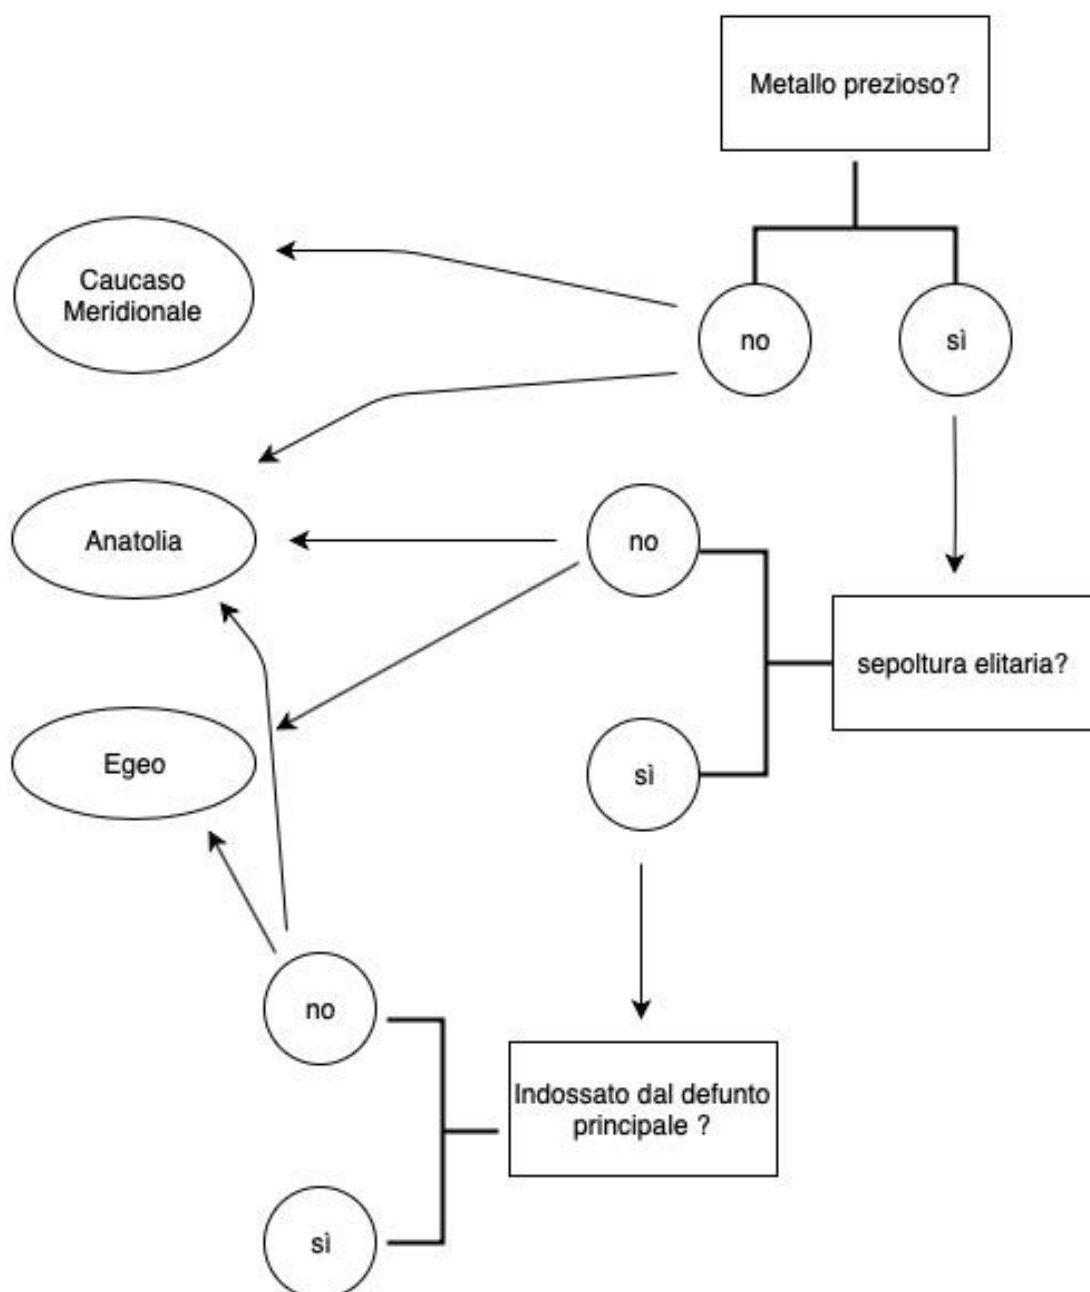 Metallo prezioso?
Caucaso
Meridionale
no
sì
Anatolia
no
sepoltura elitaria?
Egeo
sì
no
Indossato dal defunto
principale ?
sì